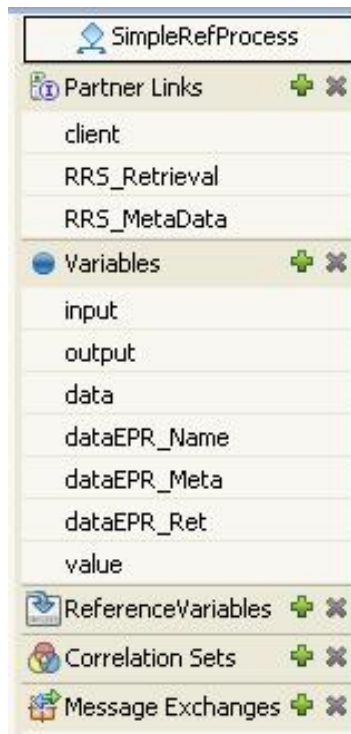 SimpleRefProcess
Partner Links
client
RRS_Retrieval
RRS_MetaData
Variables
input
output
data
dataEPR_Name
dataEPR_Meta
dataEPR_Ret
value
ReferenceVariables
Correlation Sets
Message Exchanges